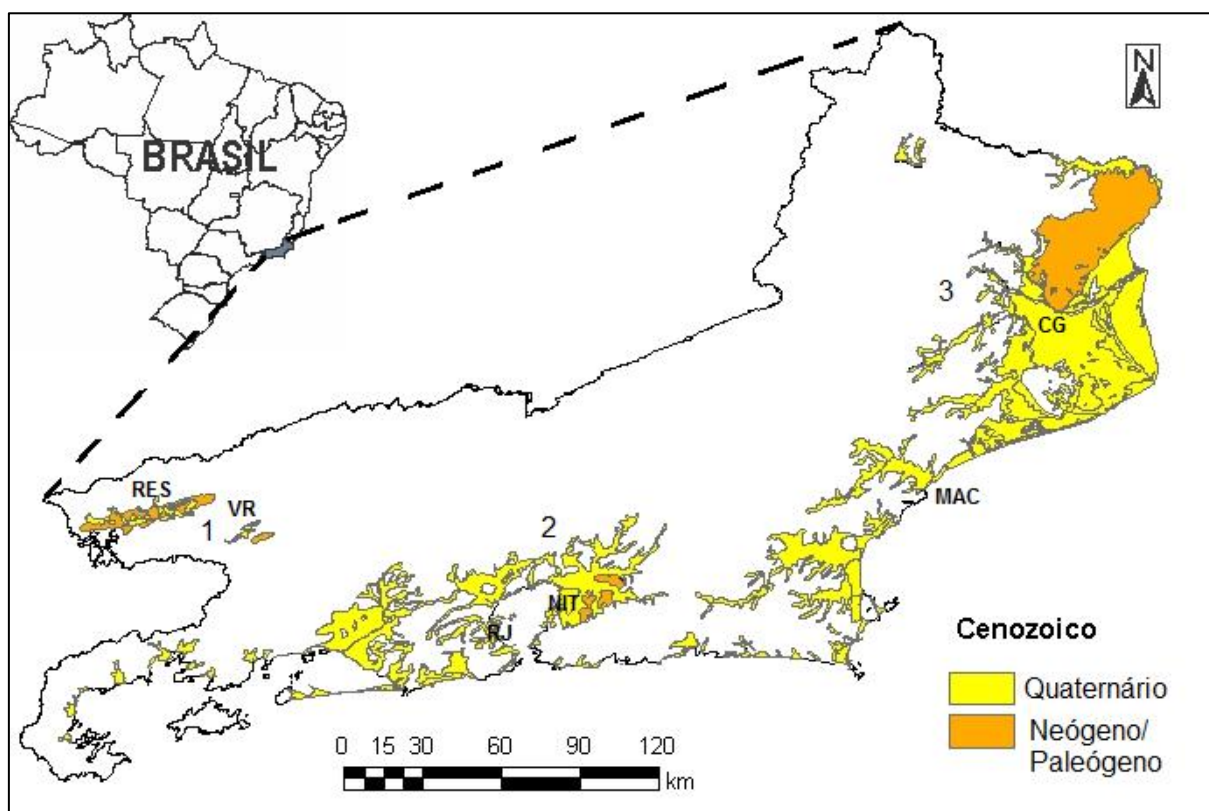 BRASIL
N
3
CG
MAC
RES
VR
1
2
NIT
RJ
Cenozoico
Quaternário
Neógeno/
Paleógeno
0 15 30 60 90 120
km